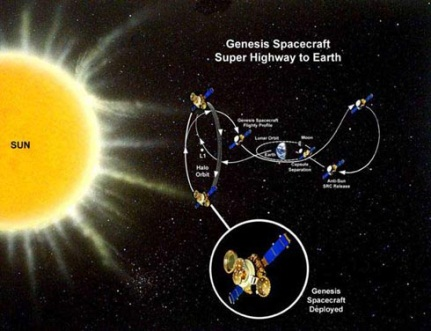 Genesis Spacecraft
Super Highway to Earth
SUN
Genesis Spacecraft
Flight Profile
Lunar Orbit
Moon
L1
Earth
Halo
Orbit
Capsule
Separation
Anti-Sun
SRC Release
Genesis
Spacecraft
Deployed